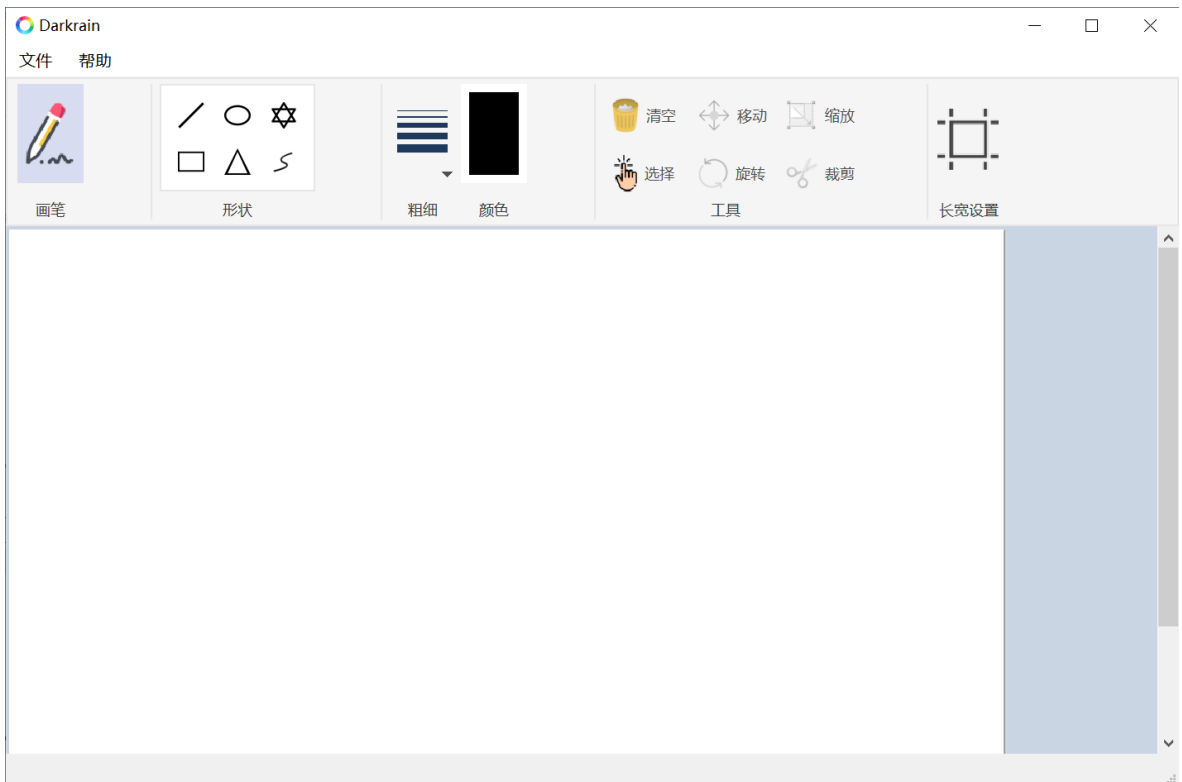 Darkrain
文件 帮助
清空 移动 缩放
选择 旋转 裁剪
画笔 形状 粗细 颜色 工具 长宽设置